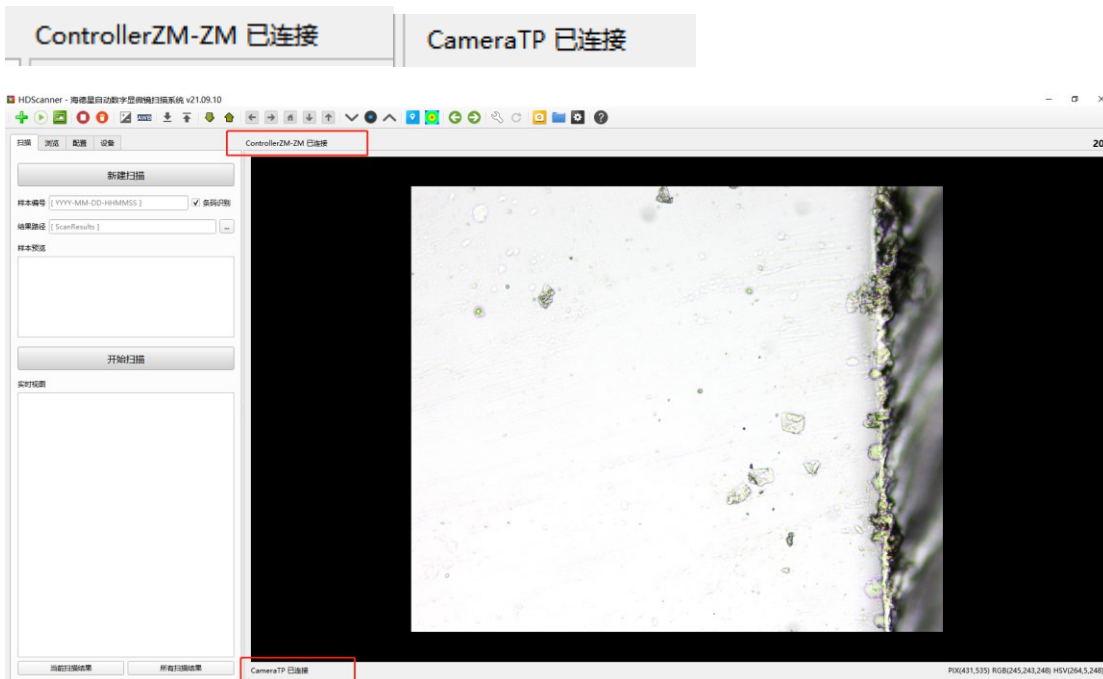 ControllerZM-ZM 已连接
CameraTP 已连接
HDScanner - 海德星自动数字显微镜扫描系统 v21.09.10
扫描 浏览 配置 设备
ControllerZM-ZM 已连接
20
新建扫描
样本编号 [ YYYY-MM-DD-HHMMSS ] 条码识别
结果路径 [ ScanResults ] ...
样本预览
开始扫描
实时视图
当前扫描结果 所有扫描结果
CameraTP 已连接
PIX(431,535) RGB(245,243,248) HSV(264,5,248)